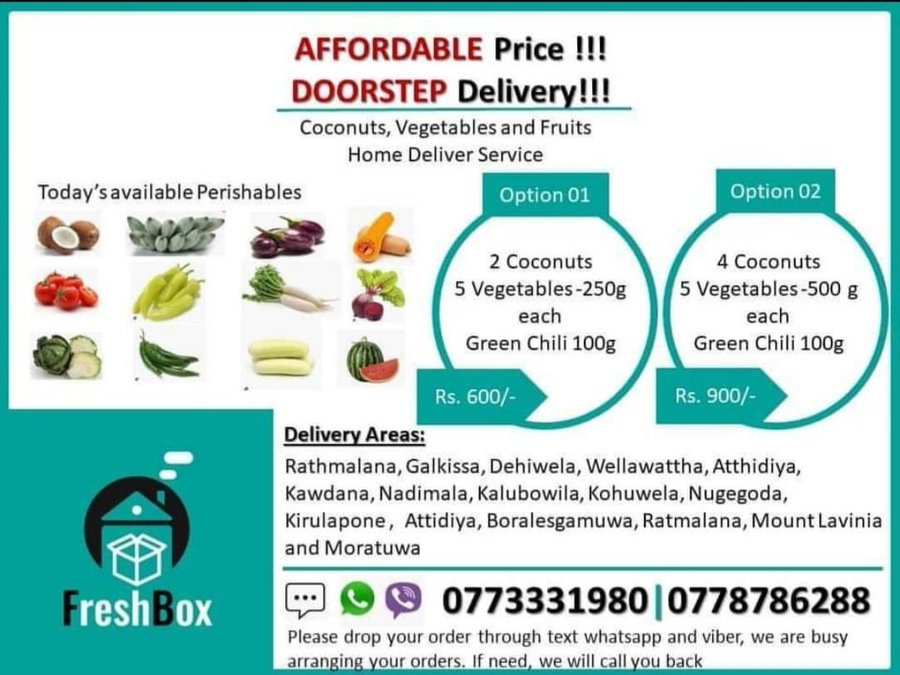 AFFORDABLE Price !!!
DOORSTEP Delivery!!!
Coconuts, Vegetables and Fruits
Home Deliver Service
Today's available Perishables
Option 01
2 Coconuts
5 Vegetables -250g
each
Green Chili 100g
Rs. 600/-
Option 02
4 Coconuts
5 Vegetables -500 g
each
Green Chili 100g
Rs. 900/-
FreshBox
Delivery Areas:
Rathmalana, Galkissa, Dehiwela, Wellawattha, Atthidiya,
Kawdana, Nadimala, Kalubowila, Kohuwela, Nugegoda,
Kirulapone , Attidiya, Boralesgamuwa, Ratmalana, Mount Lavinia
and Moratuwa
0773331980|0778786288
Please drop your order through text whatsapp and viber, we are busy
arranging your orders. If need, we will call you back